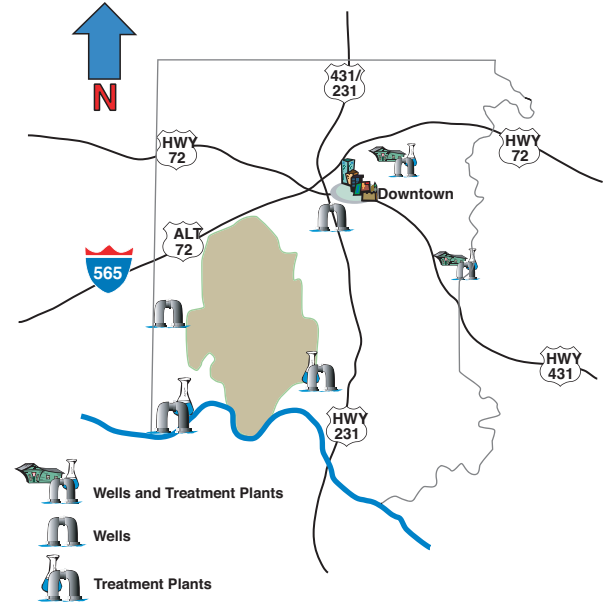 N
431/
231
HWY
72
HWY
72
Downtown
ALT
72
565
HWY
431
HWY
231
Wells and Treatment Plants
Wells
Treatment Plants